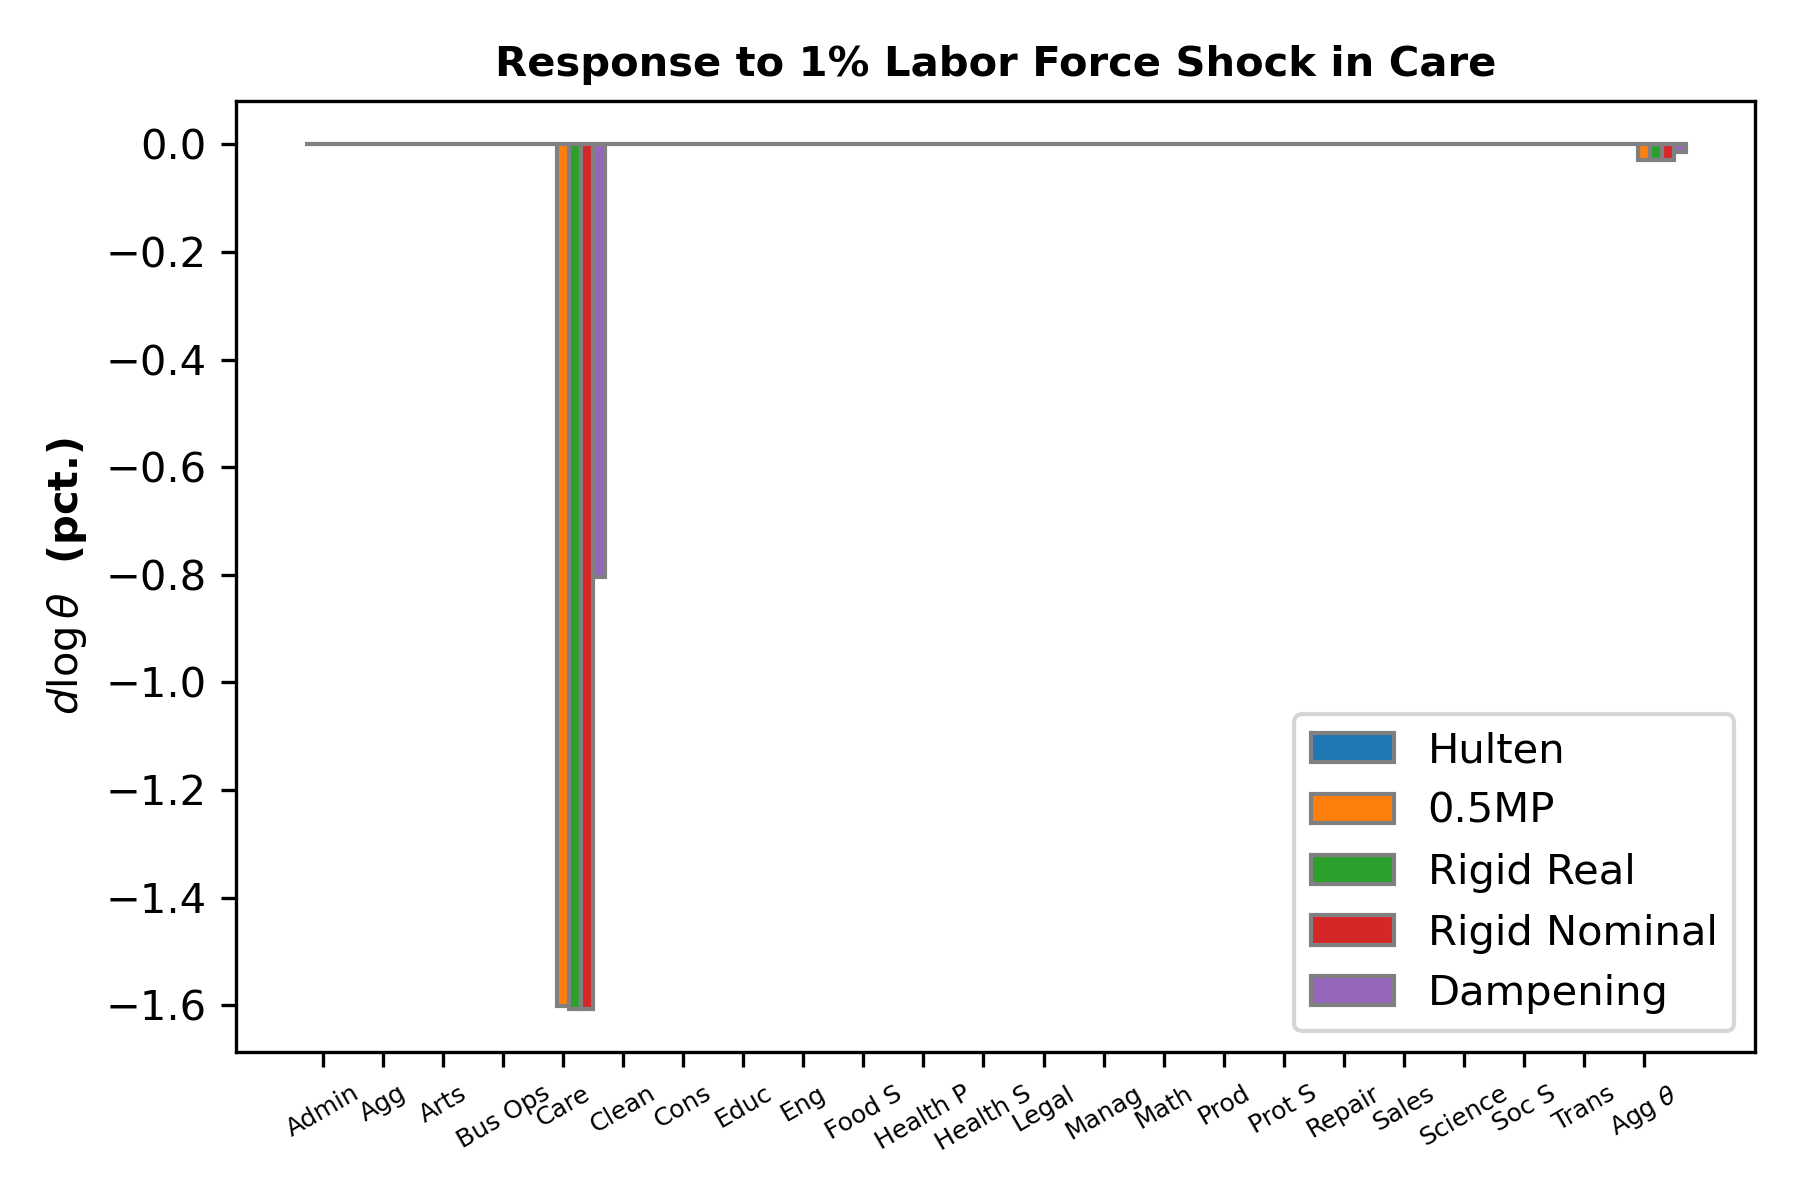 Response to 1% Labor Force Shock in Care
0.0
−0.2
−0.4
−0.6
−0.8
−1.0
−1.2
−1.4
−1.6
dlog θ (pct.)
Hulten
0.5MP
Rigid Real
Rigid Nominal
Dampening
Admin
Agg
Arts
Bus Ops
Care
Clean
Cons
Educ
Eng
Food S
Health P
Health S
Legal
Manag
Math
Prod
Prot S
Repair
Sales
Science
Soc S
Trans
Agg θ